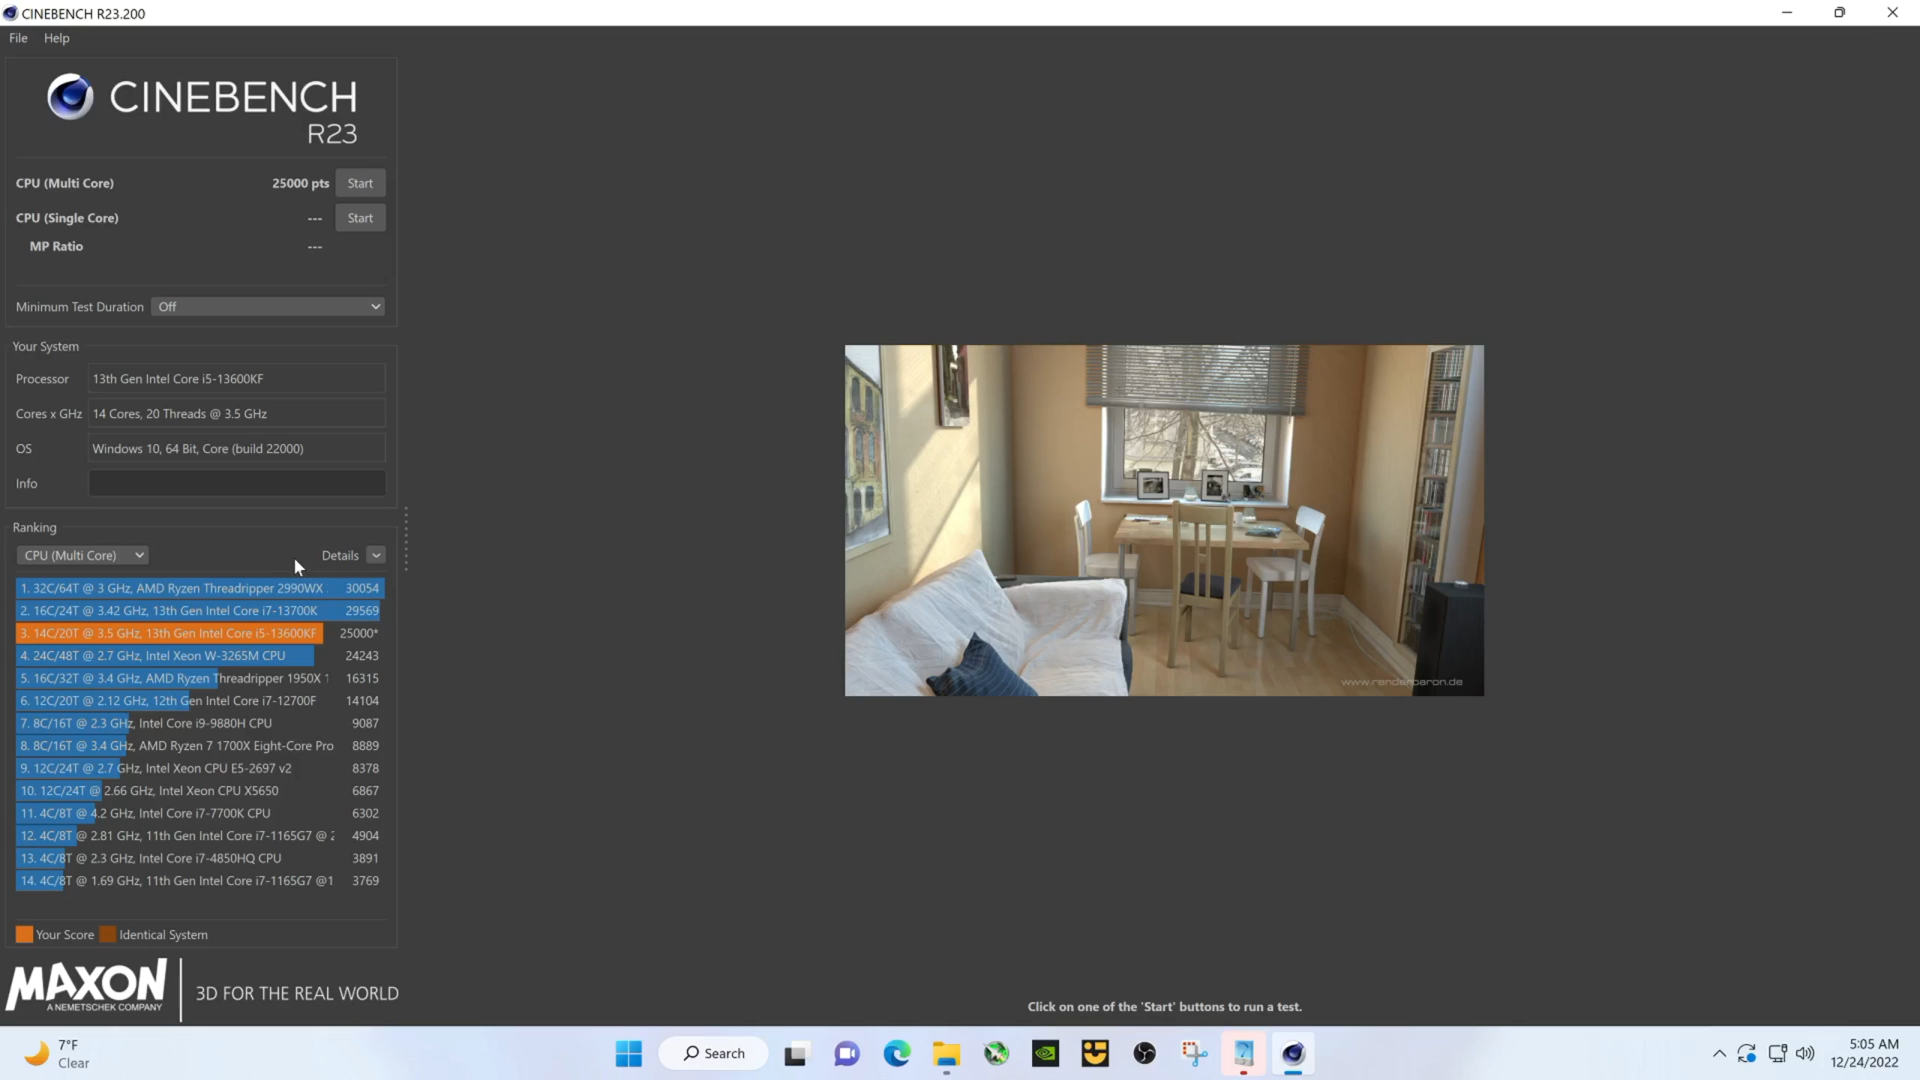 CINEBENCH R23.200
File Help
CINEBENCH
R23
CPU (Multi Core) 25000 pts Start
CPU (Single Core) --- Start
MP Ratio ---
Minimum Test Duration Off
Your System
Processor 13th Gen Intel Core i5-13600KF
Cores x GHz 14 Cores, 20 Threads @ 3.5 GHz
OS Windows 10, 64 Bit, Core (build 22000)
Info
Ranking
CPU (Multi Core) Details
1. 32C/64T @ 3 GHz, AMD Ryzen Threadripper 2990WX 30054
2. 16C/24T @ 3.42 GHz, 13th Gen Intel Core i7-13700K 29569
3. 14C/20T @ 3.5 GHz, 13th Gen Intel Core i5-13600KF 25000*
4. 24C/48T @ 2.7 GHz, Intel Xeon W-3265M CPU 24243
5. 16C/32T @ 3.4 GHz, AMD Ryzen Threadripper 1950X 1 16315
6. 12C/20T @ 2.12 GHz, 12th Gen Intel Core i7-12700F 14104
7. 8C/16T @ 2.3 GHz, Intel Core i9-9880H CPU 9087
8. 8C/16T @ 3.4 GHz, AMD Ryzen 7 1700X Eight-Core Pro 8889
9. 12C/24T @ 2.7 GHz, Intel Xeon CPU E5-2697 v2 8378
10. 12C/24T @ 2.66 GHz, Intel Xeon CPU X5650 6867
11. 4C/8T @ 4.2 GHz, Intel Core i7-7700K CPU 6302
12. 4C/8T @ 2.81 GHz, 11th Gen Intel Core i7-1165G7 @ 2 4904
13. 4C/8T @ 2.3 GHz, Intel Core i7-4850HQ CPU 3891
14. 4C/8T @ 1.69 GHz, 11th Gen Intel Core i7-1165G7 @1 3769
Your Score Identical System
MAXON
A NEMETSCHEK COMPANY
3D FOR THE REAL WORLD
www.renderbaron.de
Click on one of the 'Start' buttons to run a test.
7°F
Clear
Search
5:05 AM
12/24/2022